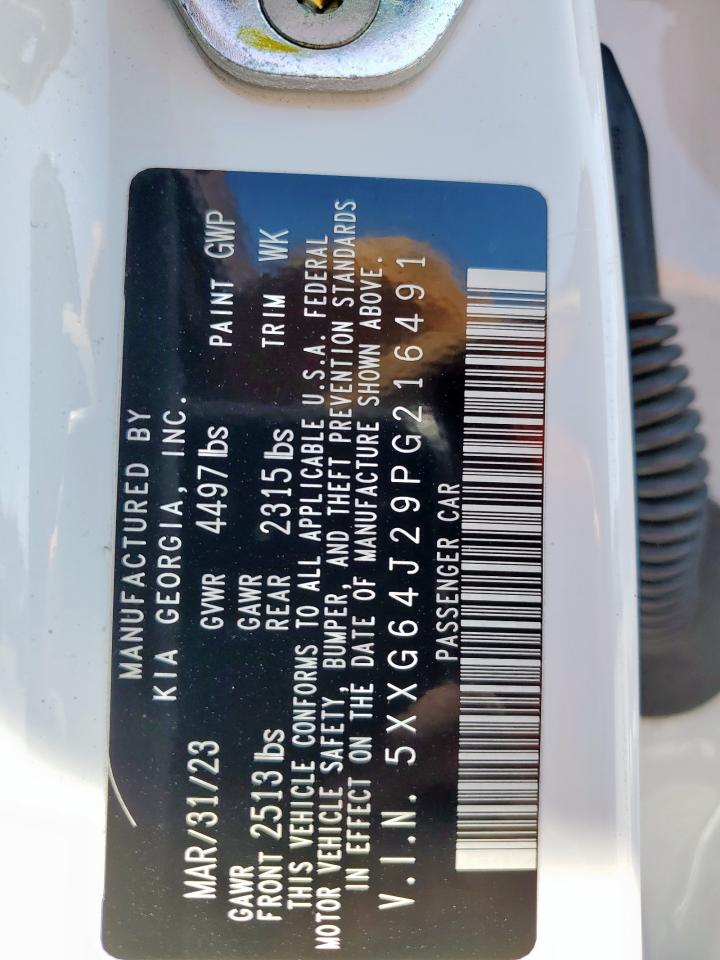 MANUFACTURED BY
KIA GEORGIA, INC.
MAR/31/23 GVWR 4497 lbs PAINT GWP
GAWR GAWR
FRONT 2513 lbs REAR 2315 lbs TRIM WK
THIS VEHICLE CONFORMS TO ALL APPLICABLE U.S.A. FEDERAL
MOTOR VEHICLE SAFETY, BUMPER, AND THEFT PREVENTION STANDARDS
IN EFFECT ON THE DATE OF MANUFACTURE SHOWN ABOVE.
V.I.N. 5XXG64J29PG216491
PASSENGER CAR